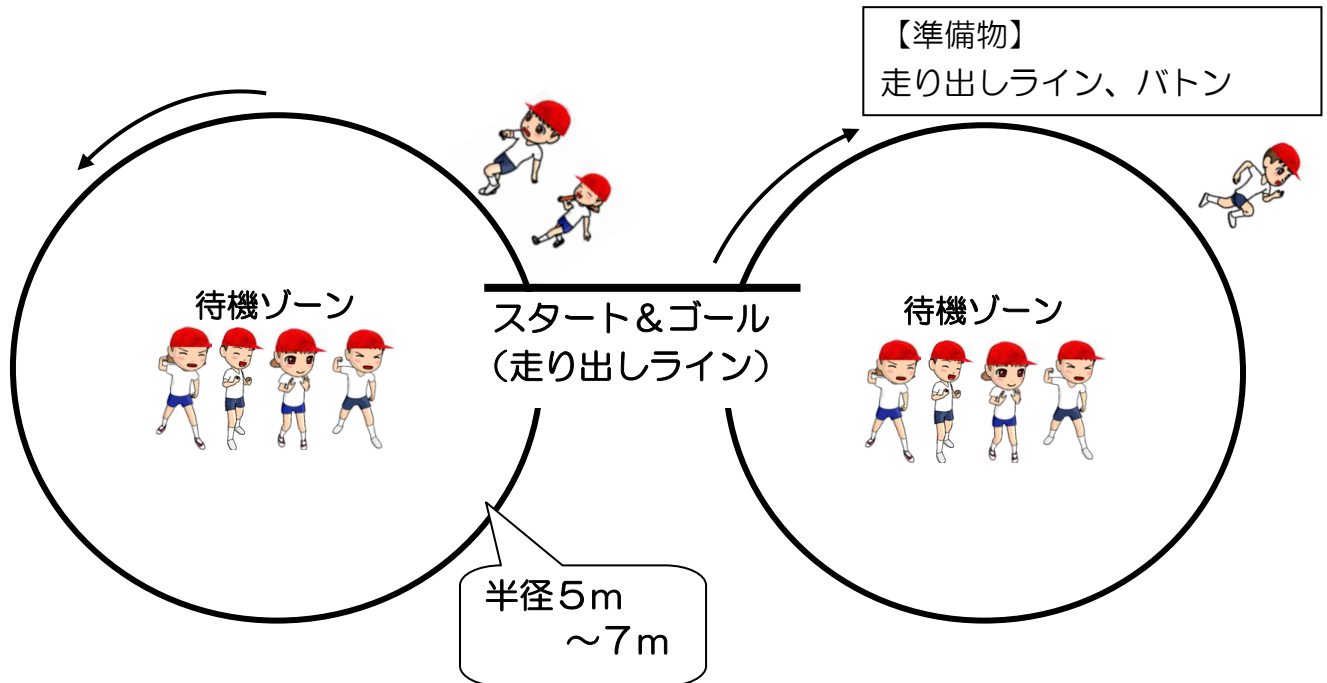 【準備物】
走り出しライン、バトン
待機ゾーン
スタート＆ゴール
（走り出しライン）
待機ゾーン
半径５ｍ
～７ｍ